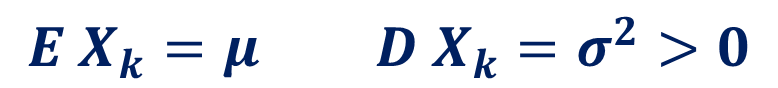 E X_k = μ D X_k = σ² > 0